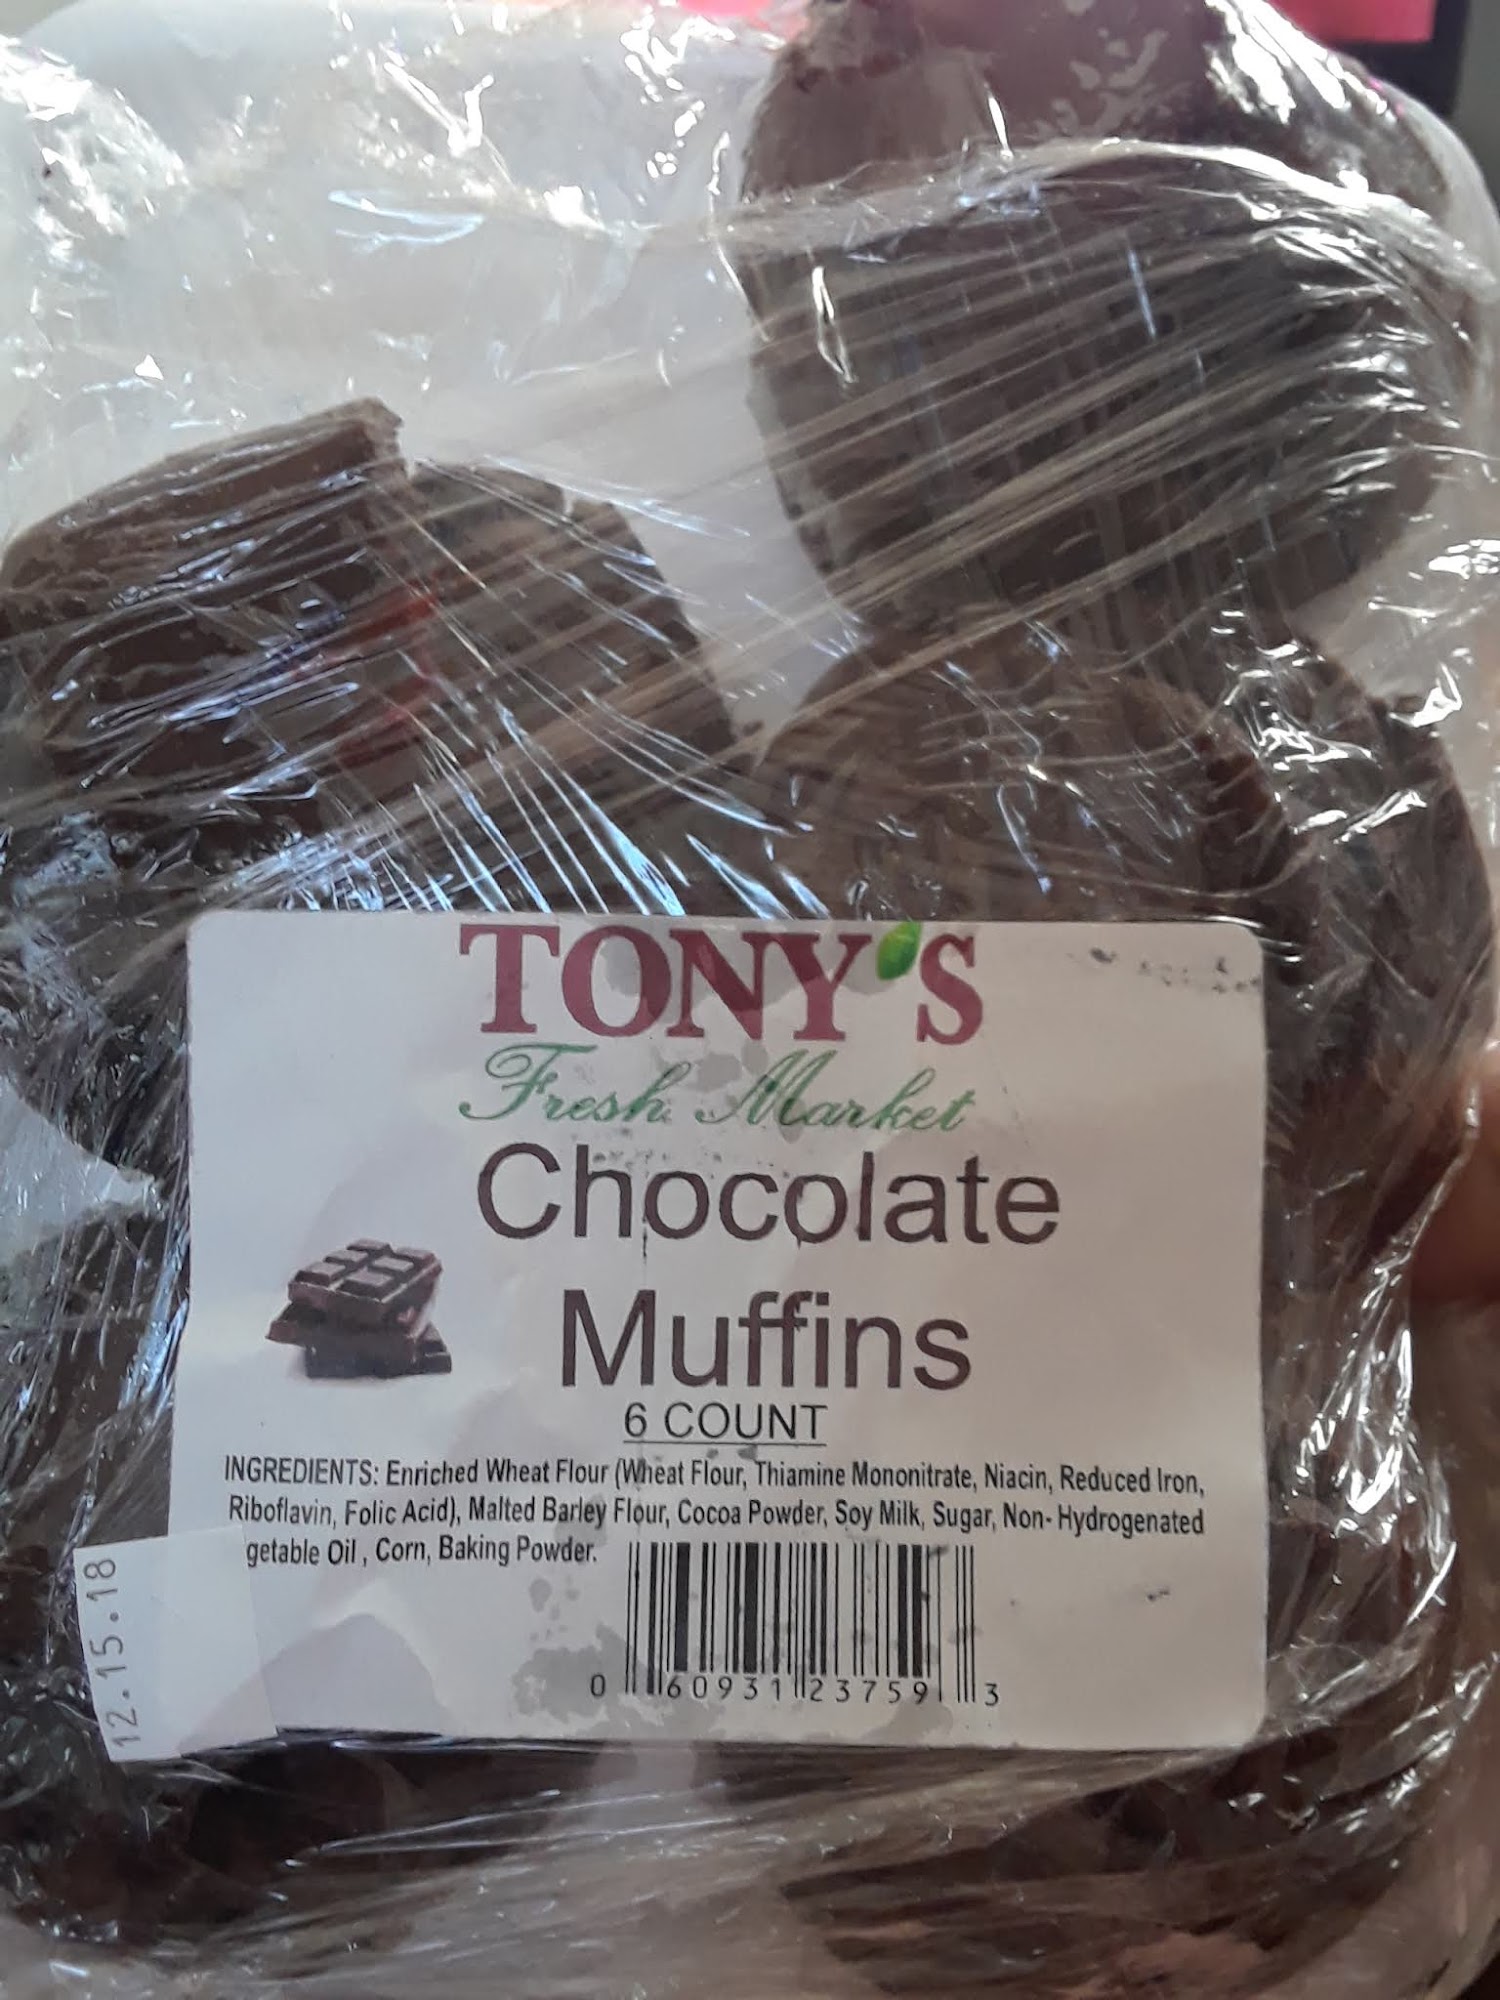 TONY'S
Fresh Market
Chocolate
Muffins
6 COUNT
INGREDIENTS: Enriched Wheat Flour (Wheat Flour, Thiamine Mononitrate, Niacin, Reduced Iron,
Riboflavin, Folic Acid), Malted Barley Flour, Cocoa Powder, Soy Milk, Sugar, Non- Hydrogenated
getable Oil , Corn, Baking Powder.
12.15.18
0 60931 23759 3